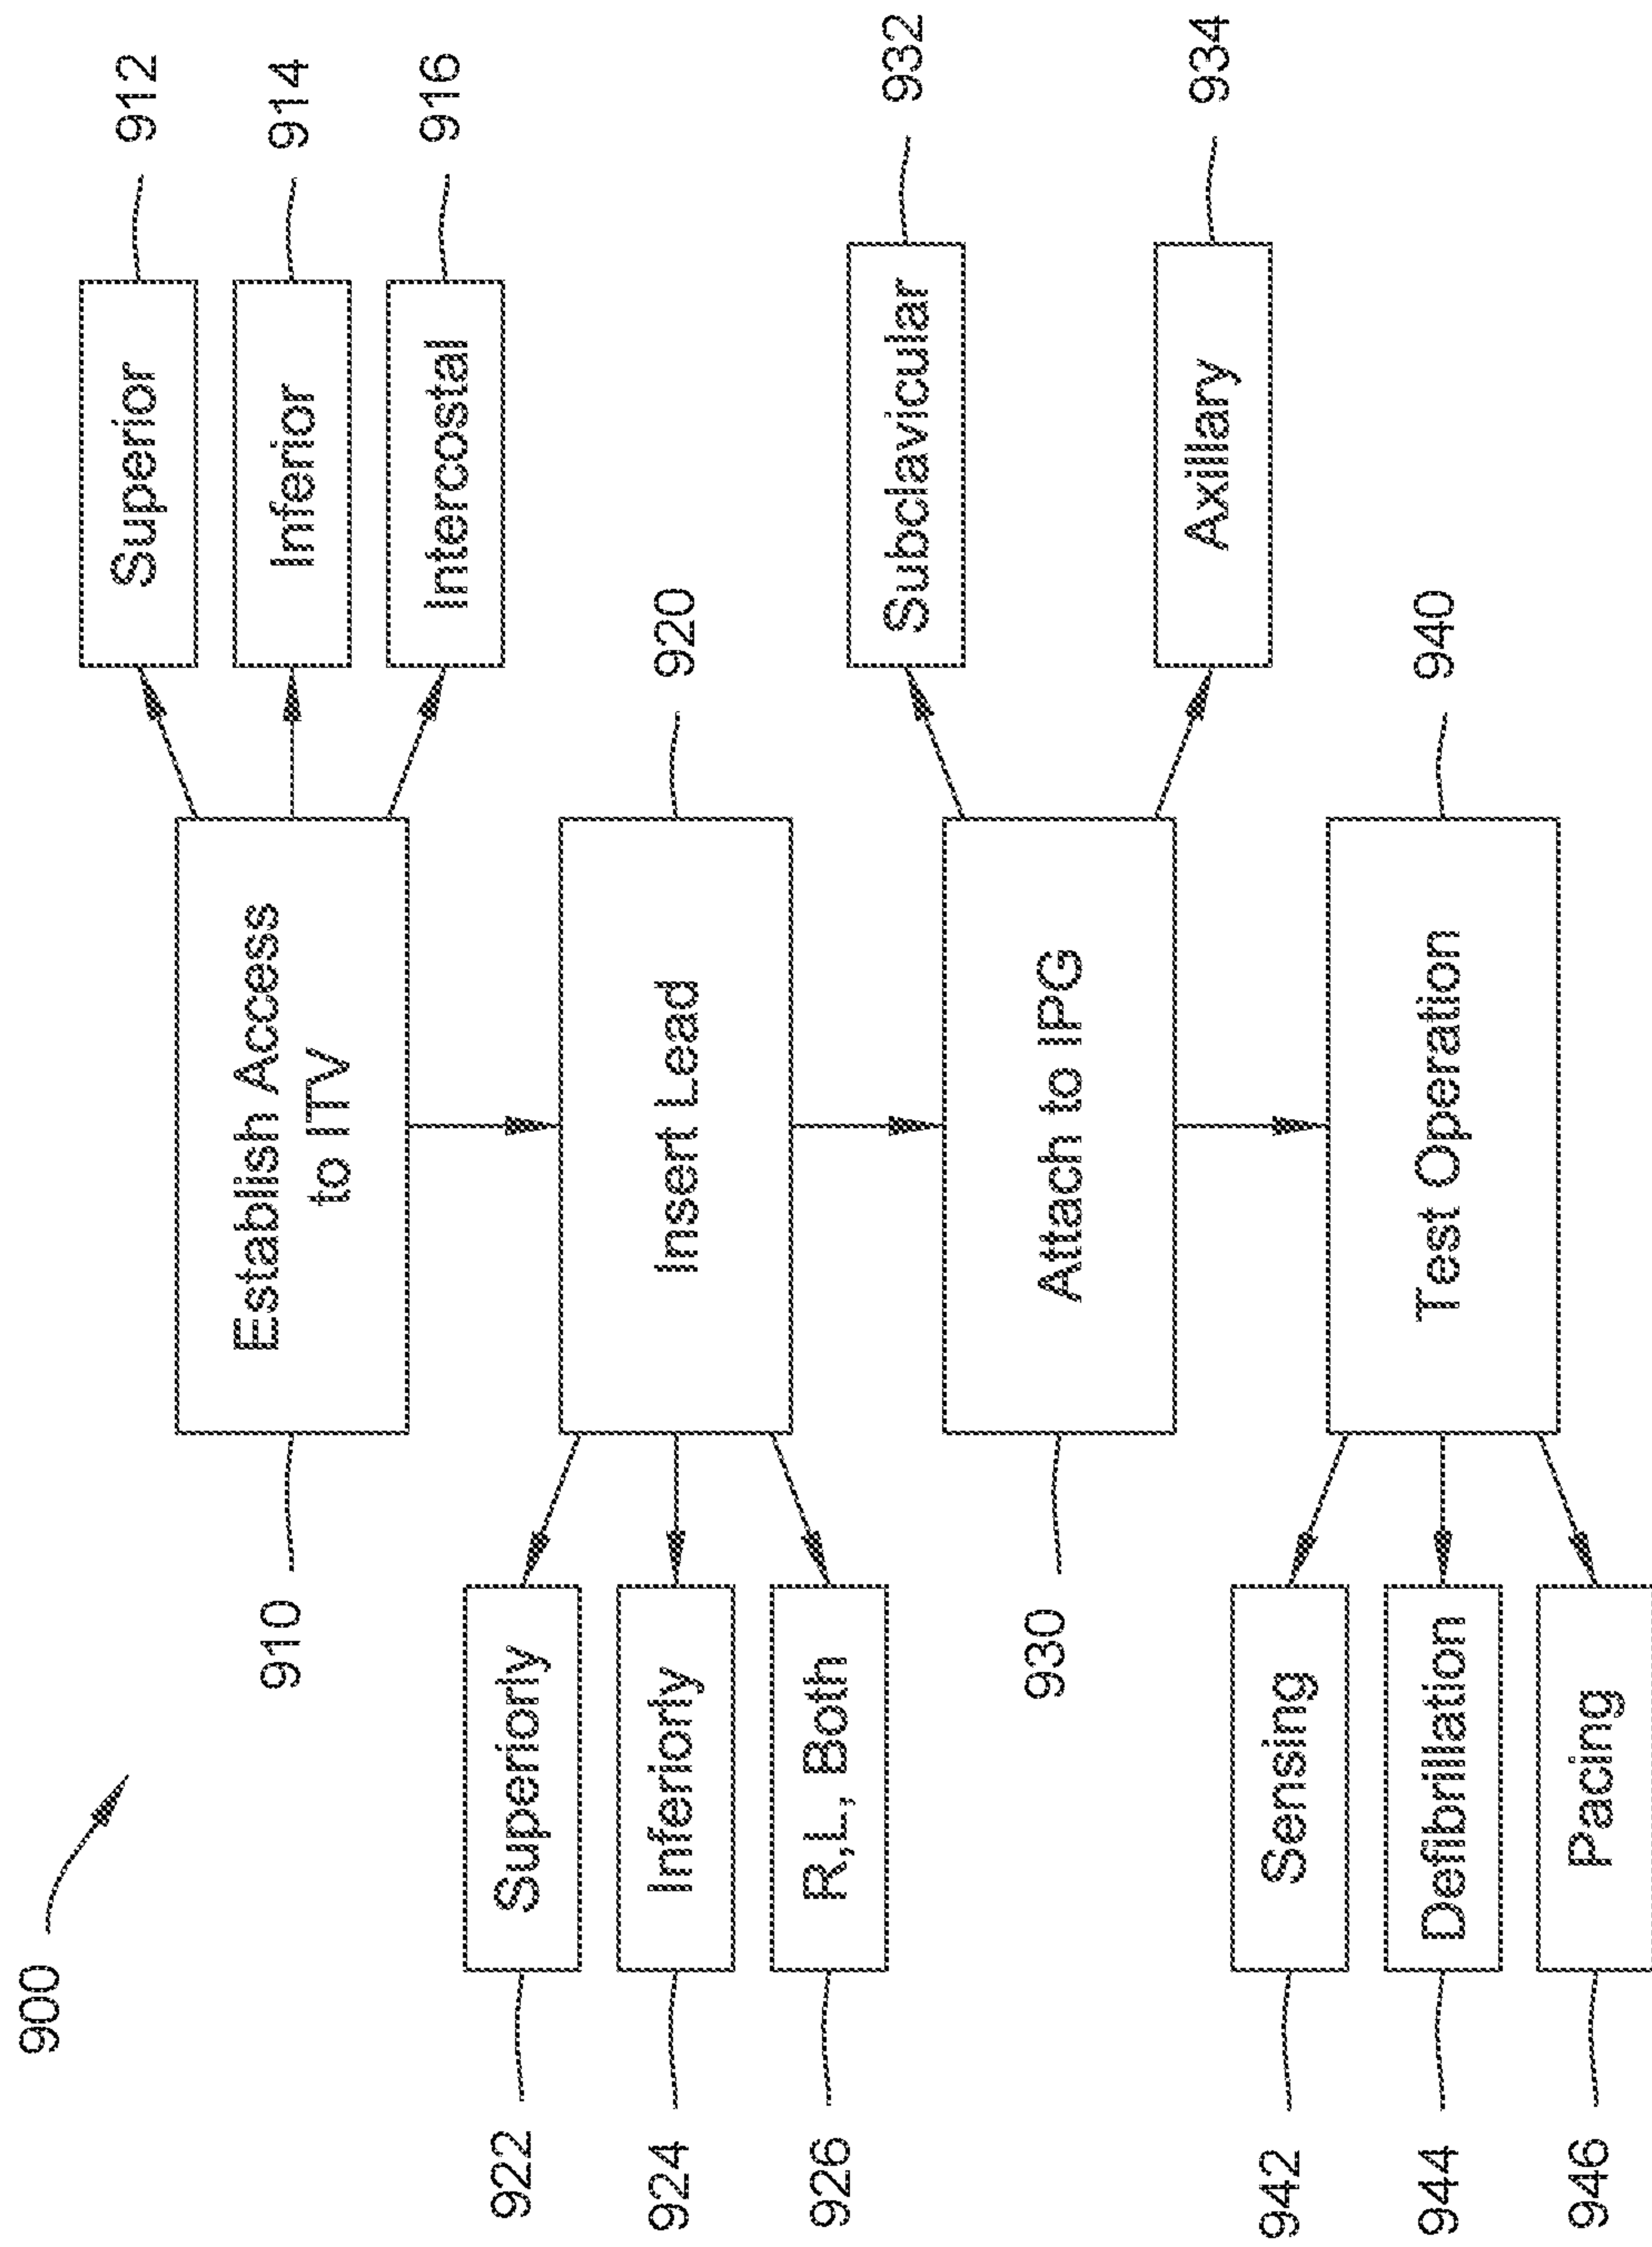 900
910
Establish Access
to ITV
Superior
912
Inferior
914
Intercostal
916
Insert Lead
920
922
Superiorly
924
Inferiorly
926
R,L, Both
930
Attach to IPG
Subclavicular
932
Axillary
934
Test Operation
940
942
Sensing
944
Defibrillation
946
Pacing